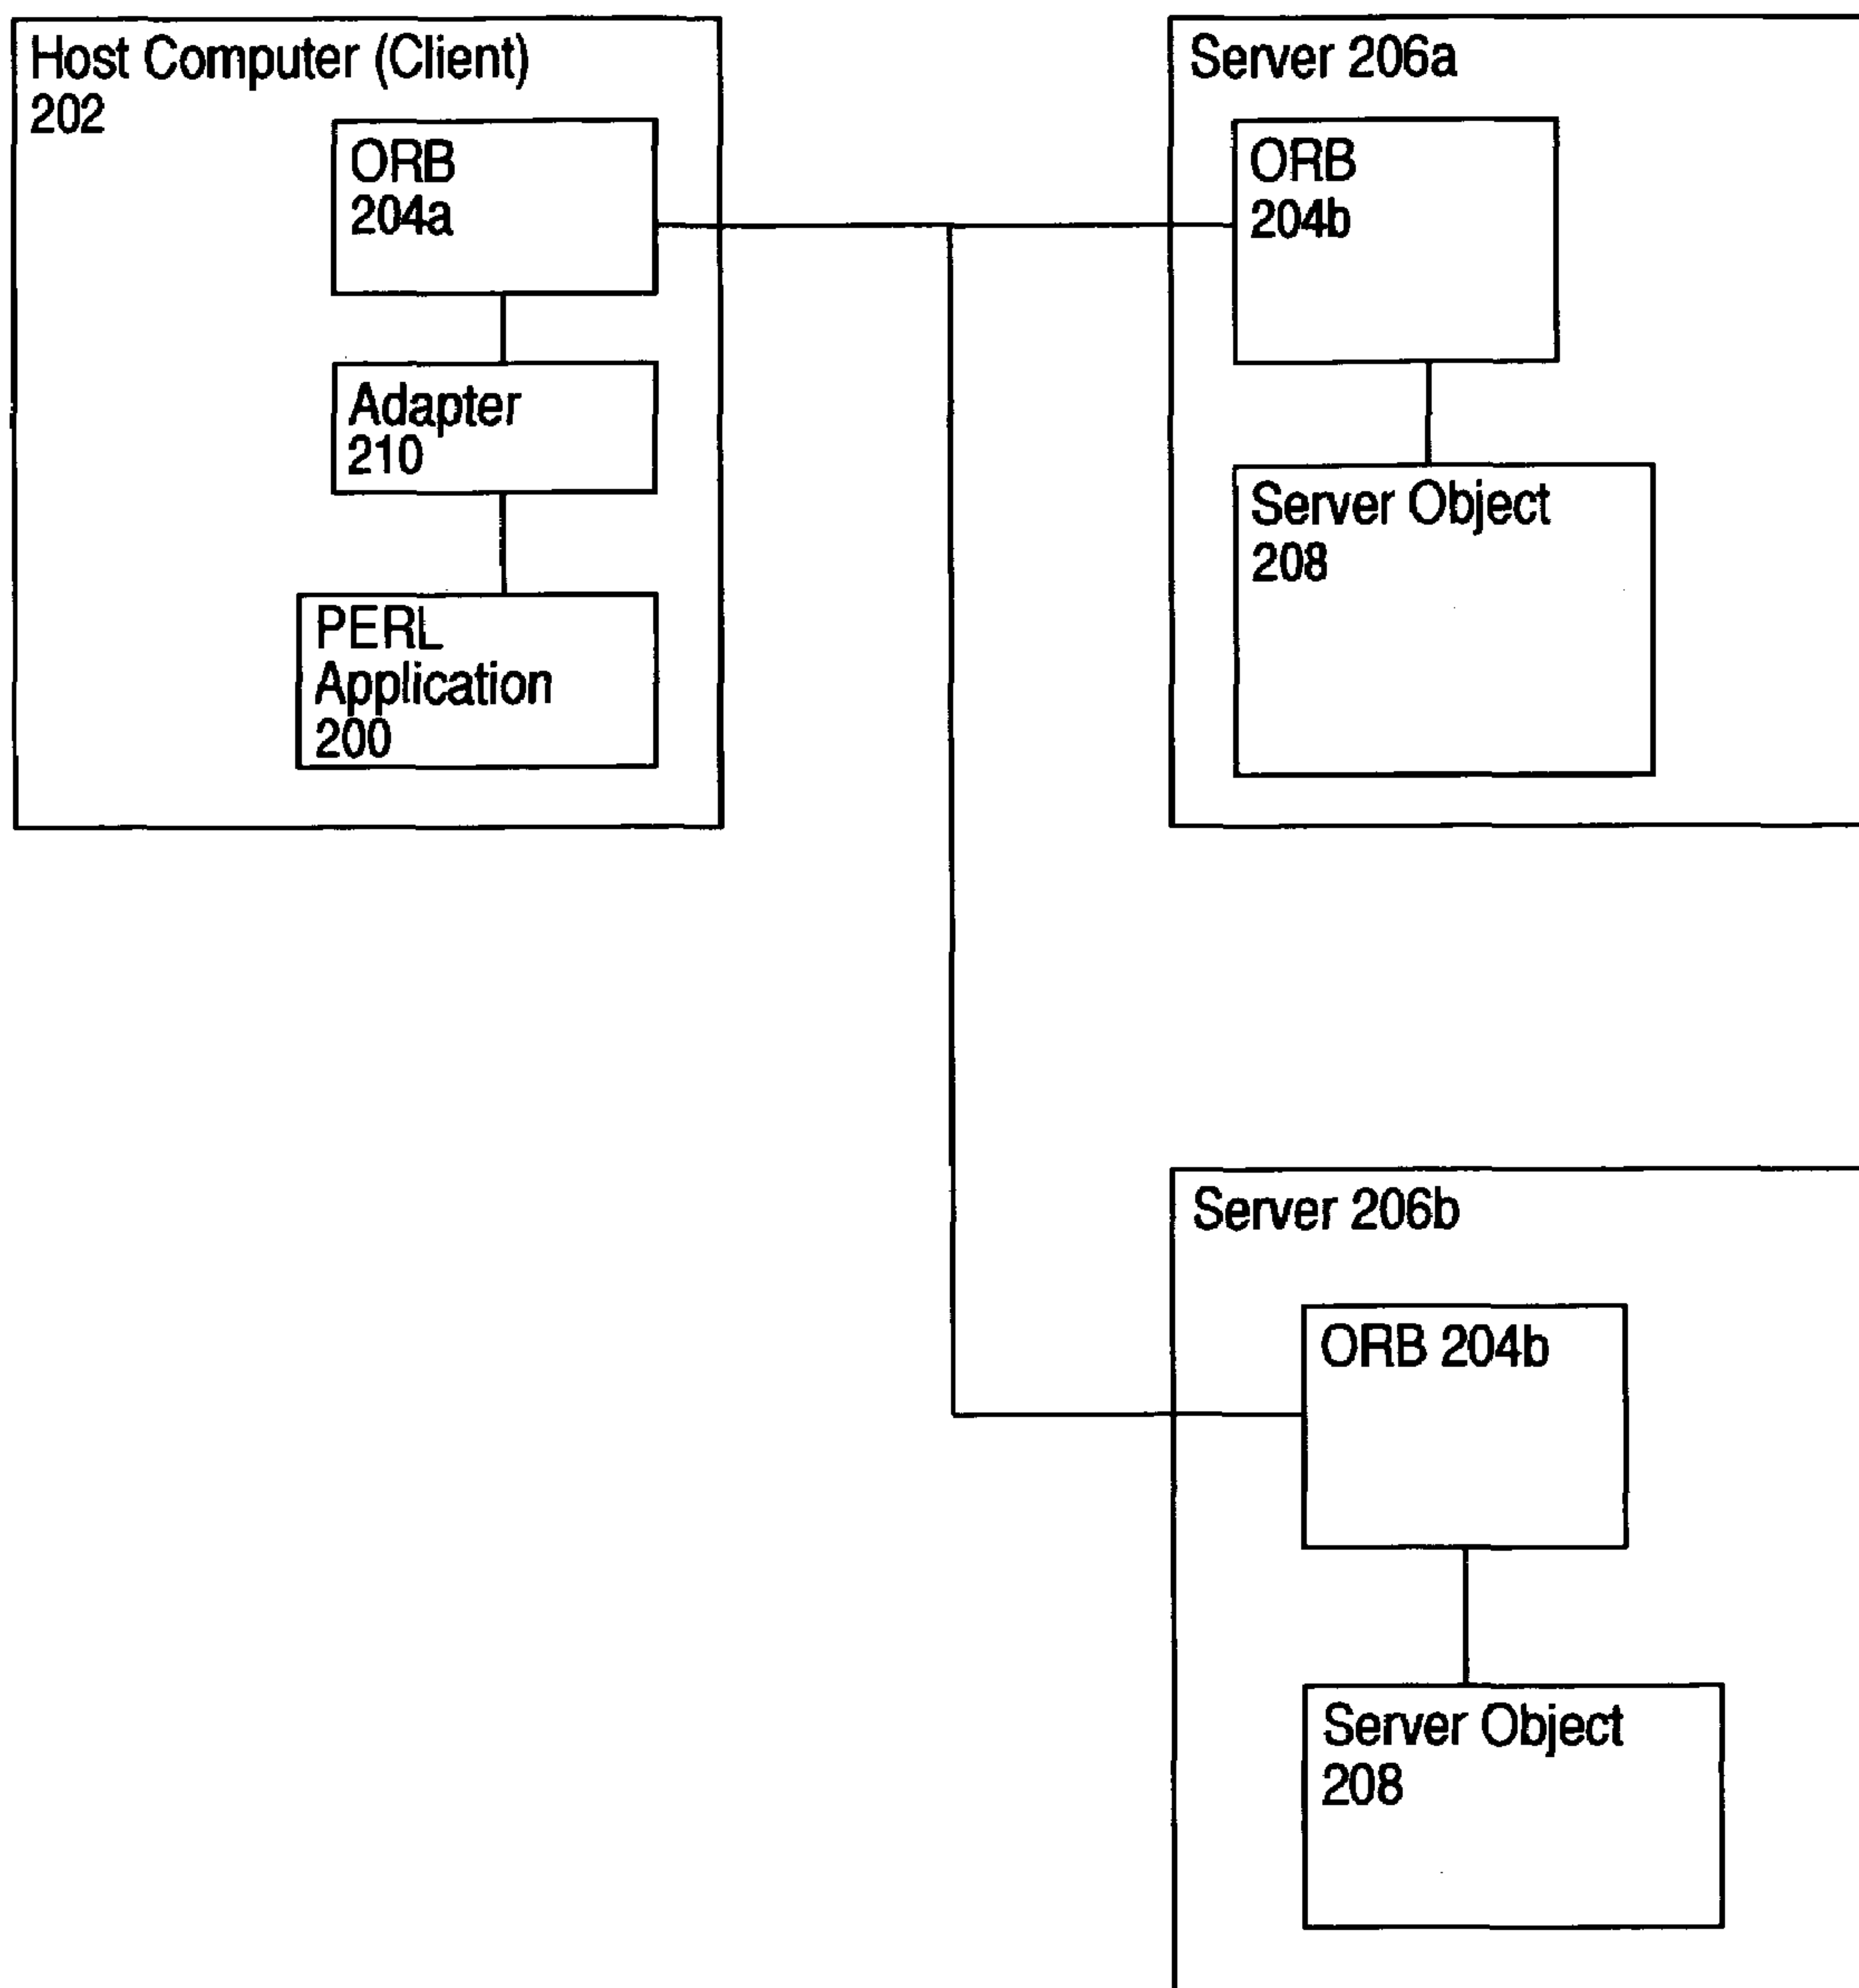 Host Computer (Client)
202
ORB
204a
Adapter
210
PERL
Application
200
Server 206a
ORB
204b
Server Object
208
Server 206b
ORB 204b
Server Object
208